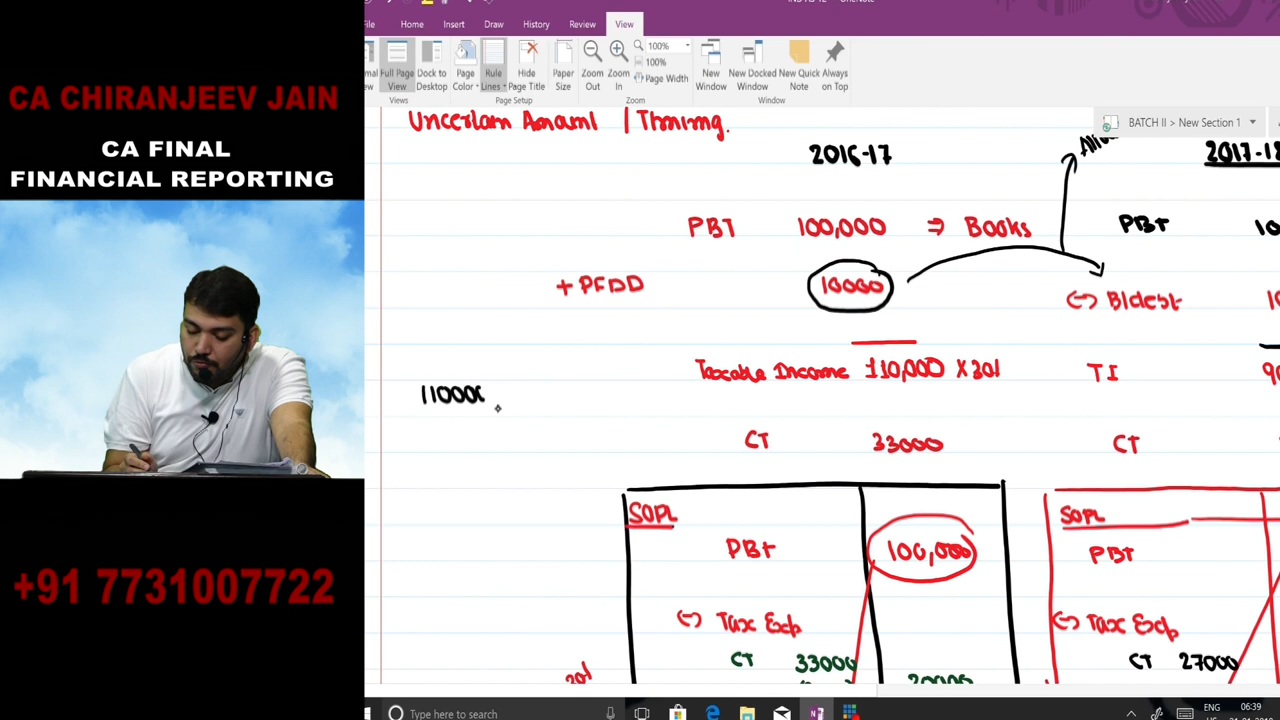 CA CHIRANJEEV JAIN
CA FINAL
FINANCIAL REPORTING
+91 7731007722
File Home Insert Draw History Review View
Full Page View
Dock to Desktop
Page Color
Rule Lines
Hide Page Title
Paper Size
Zoom Out
Zoom In
100%
100%
Page Width
New Window
New Docked Window
New Quick Note
Always on Top
Views Page Setup Zoom Window
BATCH II > New Section 1
Uncertain Amount | Timing.
2016-17 2017-18
PBT 100,000 ⇒ Books PBT
+ PFDD 10000
(-) B/debt
Taxable Income 110,000 X 30% TI
110000
CT 33000 CT
SOPL SOPL
PBT 100,000 PBT
(-) Tax Exp (-) Tax Exp
CT 33000 CT 27000
Type here to search
ENG 06:39